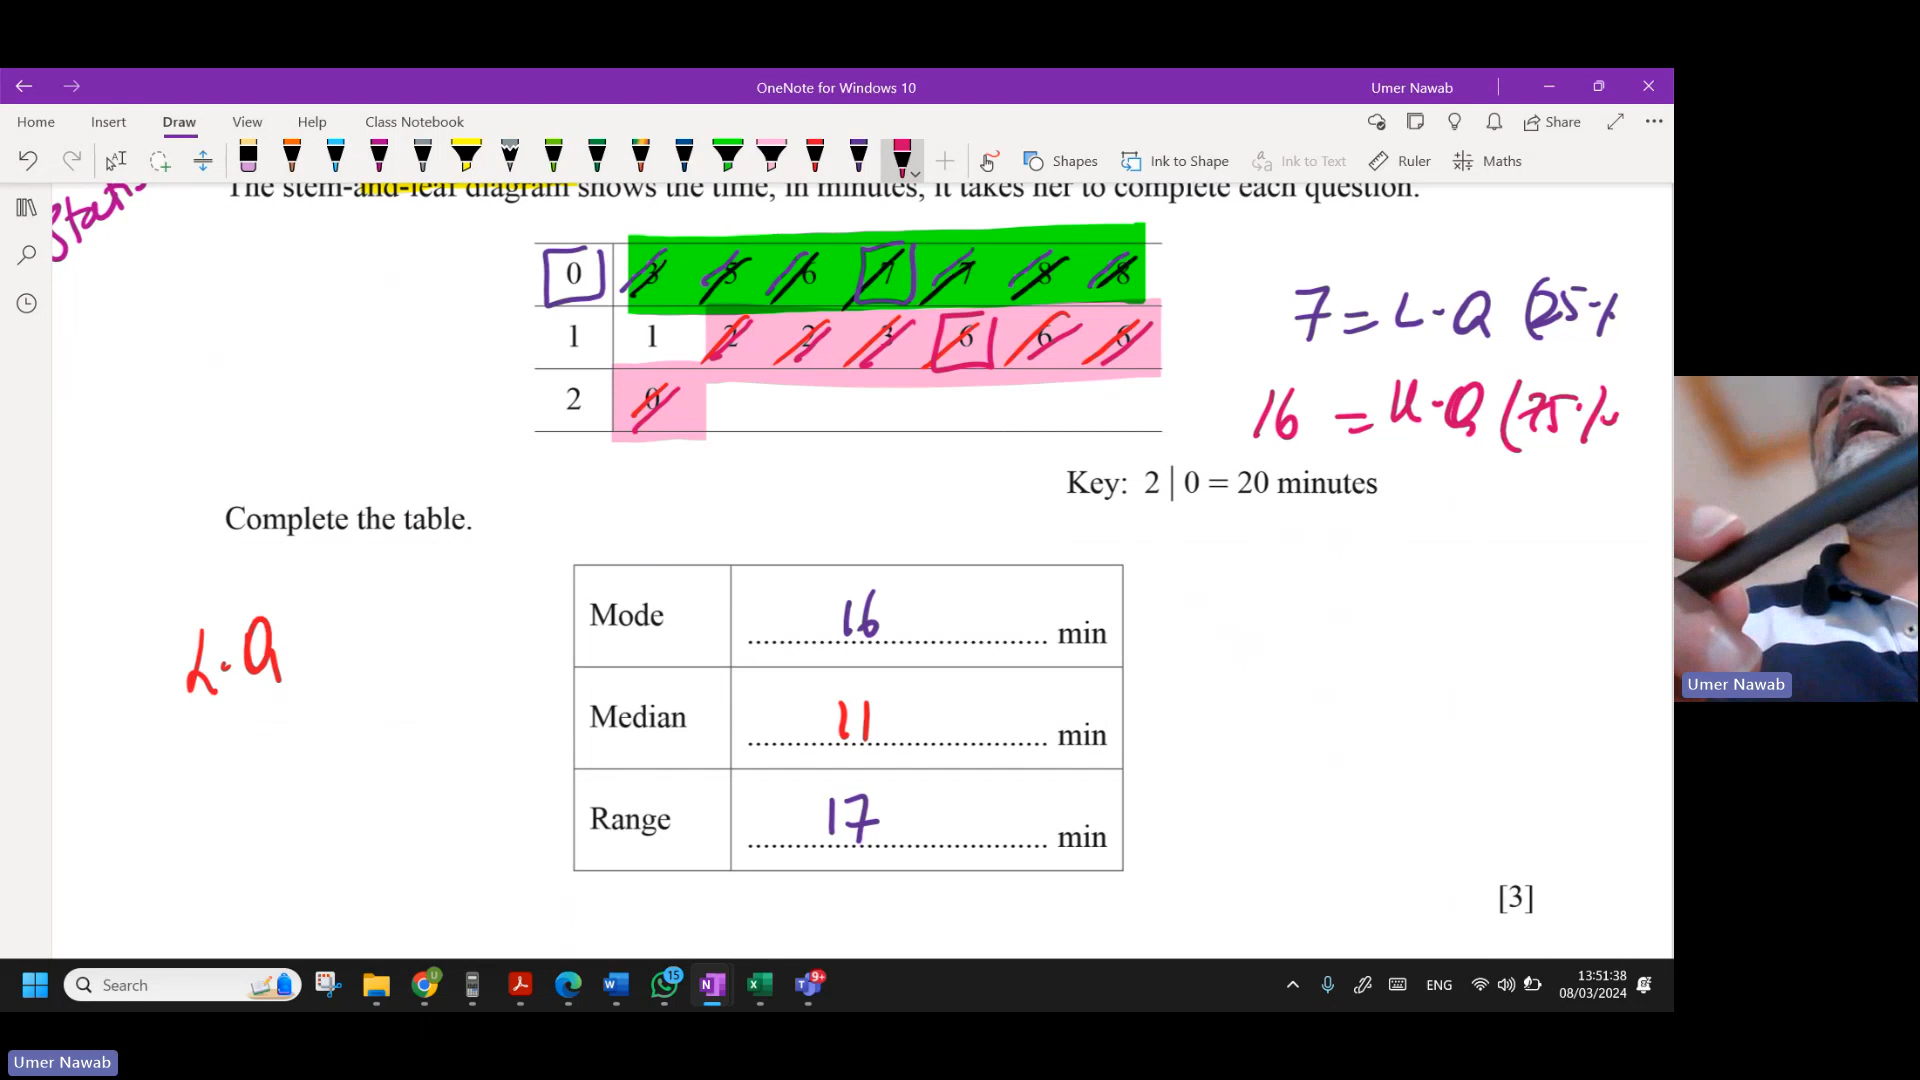 OneNote for Windows 10
Umer Nawab
Home Insert Draw View Help Class Notebook
Share
Shapes Ink to Shape Ink to Text Ruler Maths
The stem-and-leaf diagram shows the time, in minutes, it takes her to complete each question.
0 3 5 6 7 7 8 8
1 1 2 2 3 6 6 6
2 0
7 = L.Q (25%
16 = U.Q (75%
Key: 2 | 0 = 20 minutes
Complete the table.
Mode 16 min
L.Q
Median 11 min
Range 17 min
[3]
Umer Nawab
Search
15
9+
ENG
13:51:38
08/03/2024
Umer Nawab